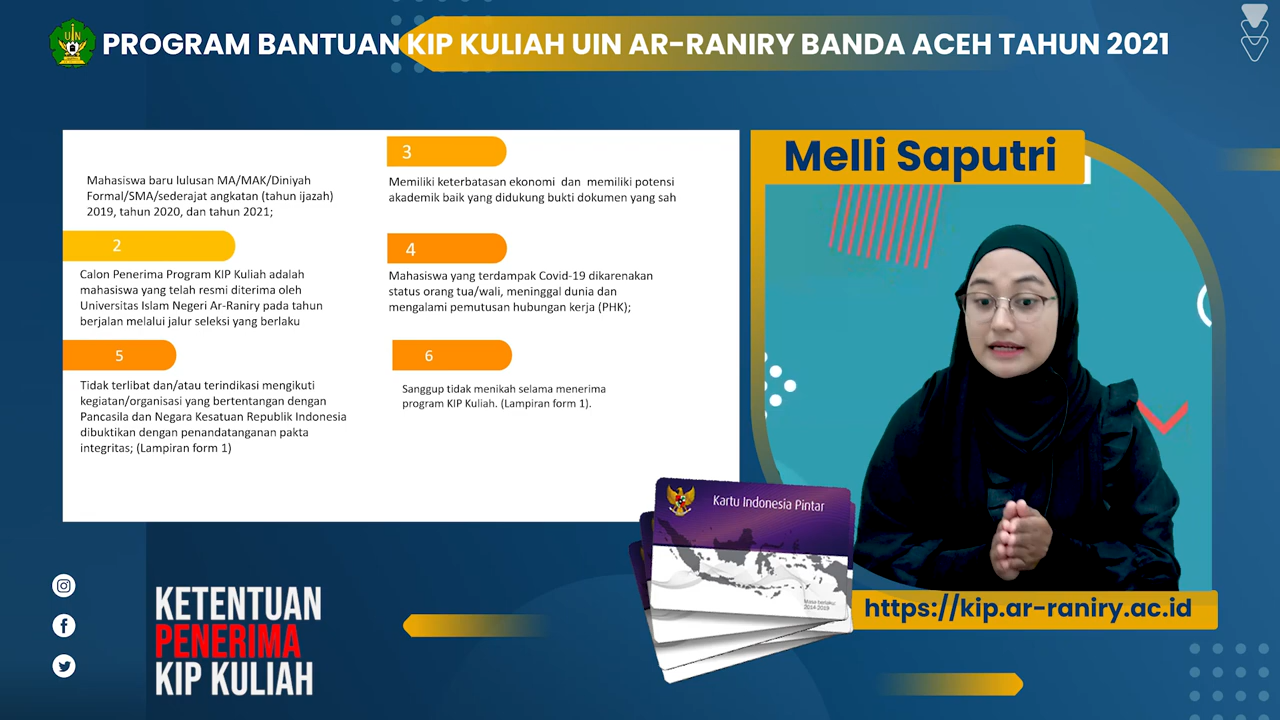 UIN
PROGRAM BANTUAN KIP KULIAH UIN AR-RANIRY BANDA ACEH TAHUN 2021
Mahasiswa baru lulusan MA/MAK/Diniyah
Formal/SMA/sederajat angkatan (tahun ijazah)
2019, tahun 2020, dan tahun 2021;
2
Calon Penerima Program KIP Kuliah adalah
mahasiswa yang telah resmi diterima oleh
Universitas Islam Negeri Ar-Raniry pada tahun
berjalan melalui jalur seleksi yang berlaku
3
Memiliki keterbatasan ekonomi dan memiliki potensi
akademik baik yang didukung bukti dokumen yang sah
4
Mahasiswa yang terdampak Covid-19 dikarenakan
status orang tua/wali, meninggal dunia dan
mengalami pemutusan hubungan kerja (PHK);
5
Tidak terlibat dan/atau terindikasi mengikuti
kegiatan/organisasi yang bertentangan dengan
Pancasila dan Negara Kesatuan Republik Indonesia
dibuktikan dengan penandatanganan pakta
integritas; (Lampiran form 1)
6
Sanggup tidak menikah selama menerima
program KIP Kuliah. (Lampiran form 1).
Melli Saputri
Kartu Indonesia Pintar
Masa berlaku:
2014-2019
https://kip.ar-raniry.ac.id
KETENTUAN
PENERIMA
KIP KULIAH